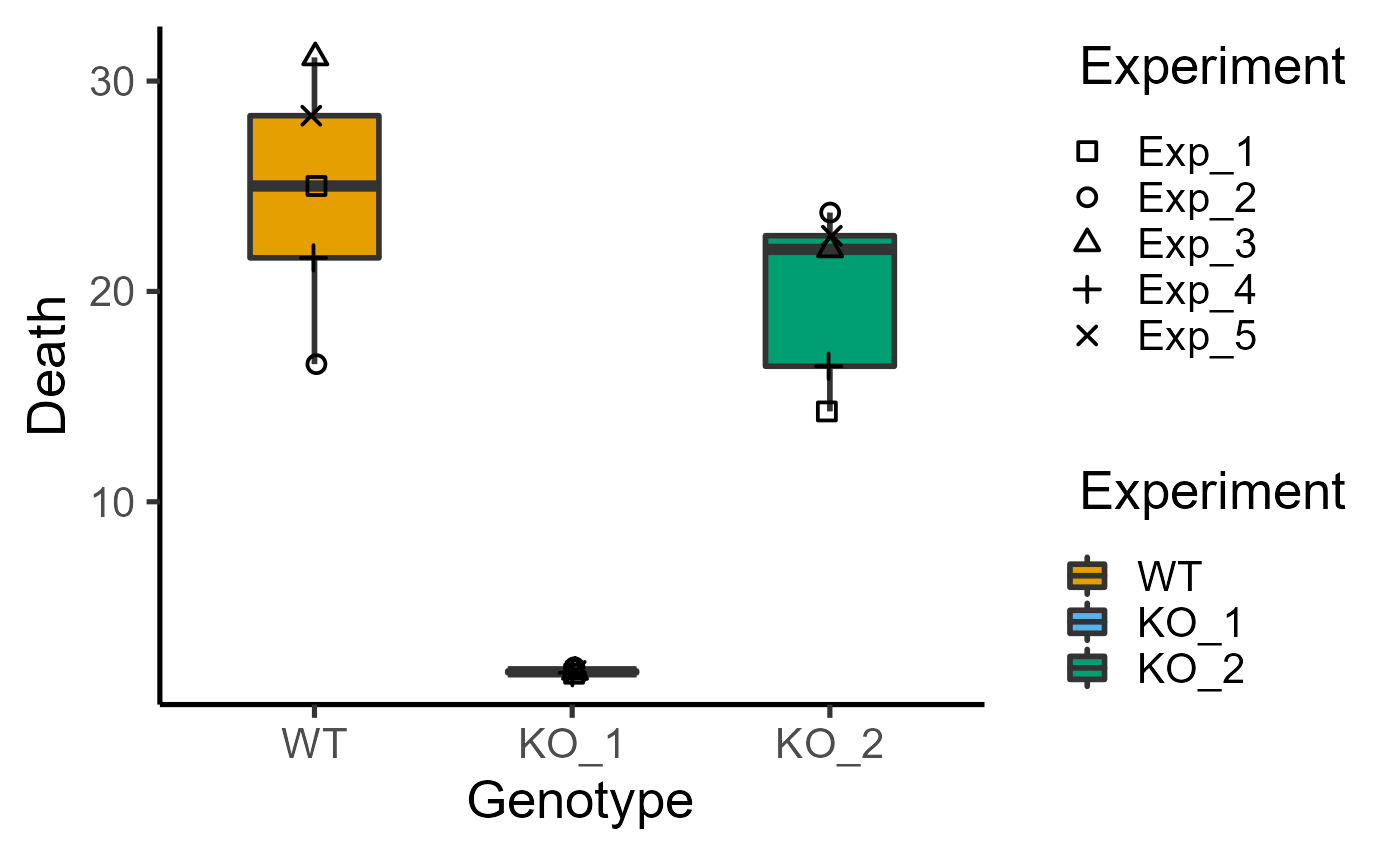 Death
30
20
10
WT
KO_1
KO_2
Genotype
Experiment
Exp_1
Exp_2
Exp_3
Exp_4
Exp_5
Experiment
WT
KO_1
KO_2